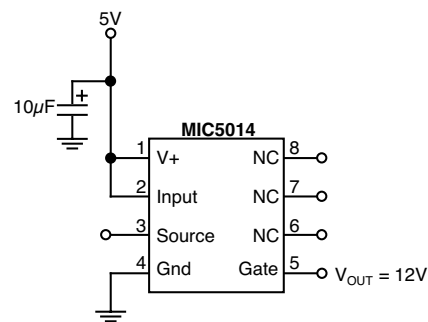 5V
+
10µF
MIC5014
1 V+ NC 8
2 Input NC 7
3 Source NC 6
4 Gnd Gate 5
V_OUT = 12V